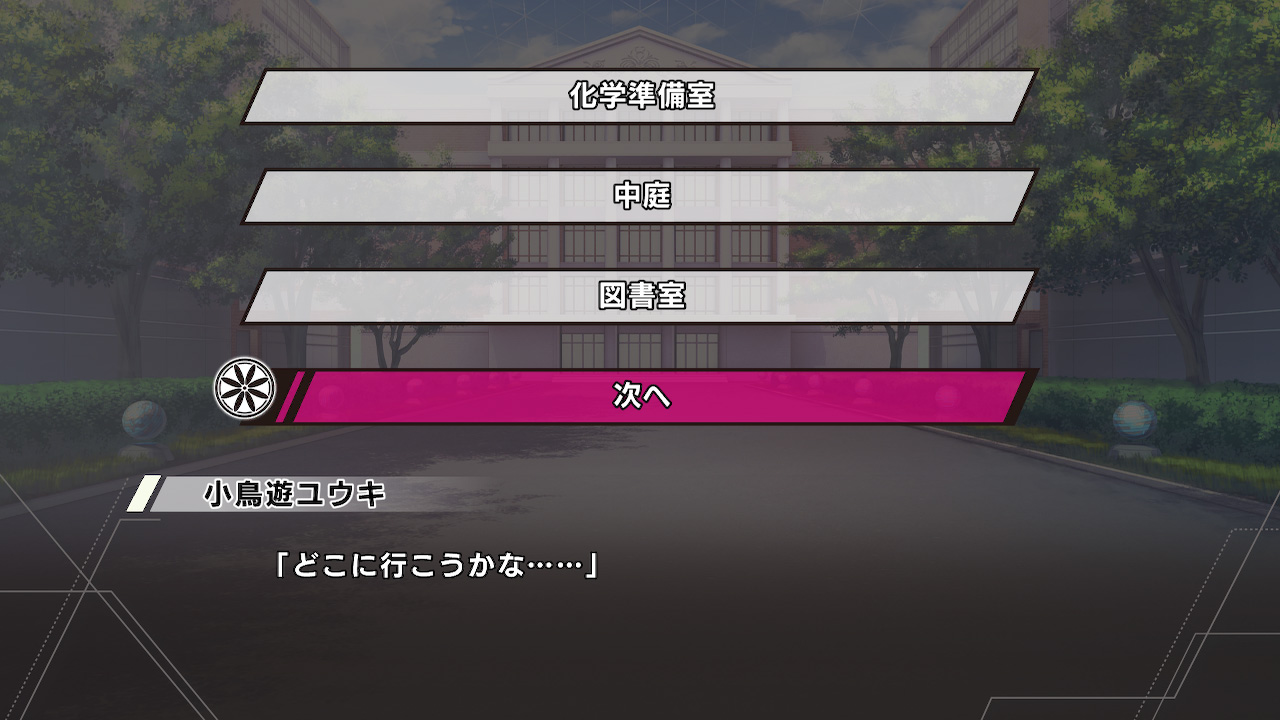 化学準備室
中庭
図書室
次へ
小鳥遊ユウキ
「どこに行こうかな……」